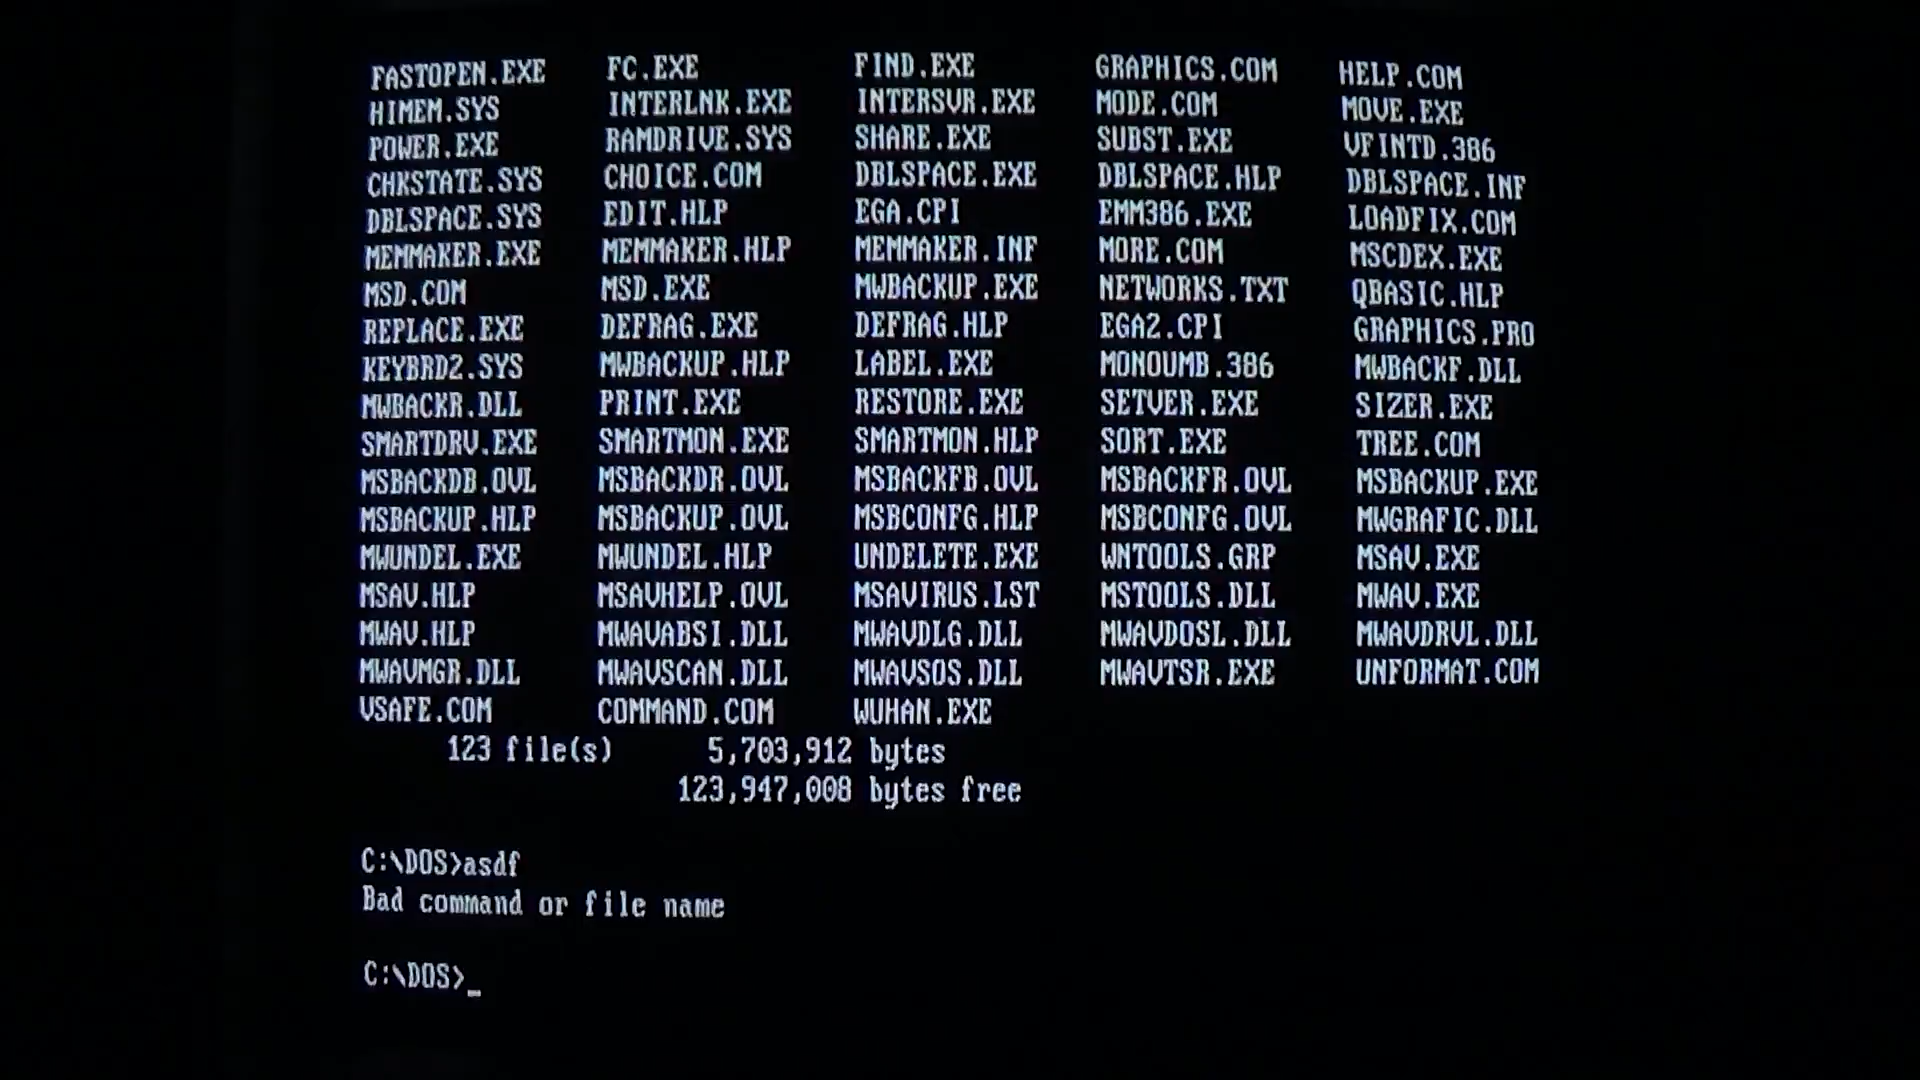 FASTOPEN.EXE FC.EXE FIND.EXE GRAPHICS.COM HELP.COM
HIMEM.SYS INTERLNK.EXE INTERSVR.EXE MODE.COM MOVE.EXE
POWER.EXE RAMDRIVE.SYS SHARE.EXE SUBST.EXE VFINTD.386
CHKSTATE.SYS CHOICE.COM DBLSPACE.EXE DBLSPACE.HLP DBLSPACE.INF
DBLSPACE.SYS EDIT.HLP EGA.CPI EMM386.EXE LOADFIX.COM
MEMMAKER.EXE MEMMAKER.HLP MEMMAKER.INF MORE.COM MSCDEX.EXE
MSD.COM MSD.EXE MWBACKUP.EXE NETWORKS.TXT QBASIC.HLP
REPLACE.EXE DEFRAG.EXE DEFRAG.HLP EGA2.CPI GRAPHICS.PRO
KEYBRD2.SYS MWBACKUP.HLP LABEL.EXE MONOUMB.386 MWBACKF.DLL
MWBACKR.DLL PRINT.EXE RESTORE.EXE SETVER.EXE SIZER.EXE
SMARTDRV.EXE SMARTMON.EXE SMARTMON.HLP SORT.EXE TREE.COM
MSBACKDB.OVL MSBACKDR.OVL MSBACKFB.OVL MSBACKFR.OVL MSBACKUP.EXE
MSBACKUP.HLP MSBACKUP.OVL MSBCONFG.HLP MSBCONFG.OVL MWGRAFIC.DLL
MWUNDEL.EXE MWUNDEL.HLP UNDELETE.EXE WNTOOLS.GRP MSAV.EXE
MSAV.HLP MSAVHELP.OVL MSAVIRUS.LST MSTOOLS.DLL MWAV.EXE
MWAV.HLP MWAVABSI.DLL MWAVDLG.DLL MWAVDOSL.DLL MWAVDRVL.DLL
MWAVMGR.DLL MWAVSCAN.DLL MWAVSOS.DLL MWAVTSR.EXE UNFORMAT.COM
VSAFE.COM COMMAND.COM WUHAN.EXE
123 file(s) 5,703,912 bytes
123,947,008 bytes free
C:\DOS>asdf
Bad command or file name
C:\DOS>_